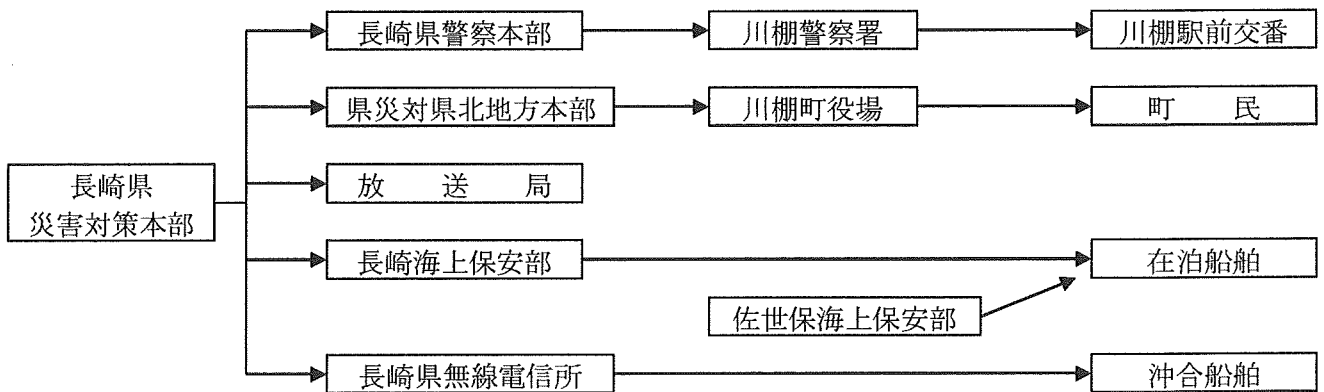 長崎県警察本部
川棚警察署
川棚駅前交番
県災対県北地方本部
川棚町役場
町　民
放　送　局
長崎県
災害対策本部
長崎海上保安部
在泊船舶
佐世保海上保安部
長崎県無線電信所
沖合船舶